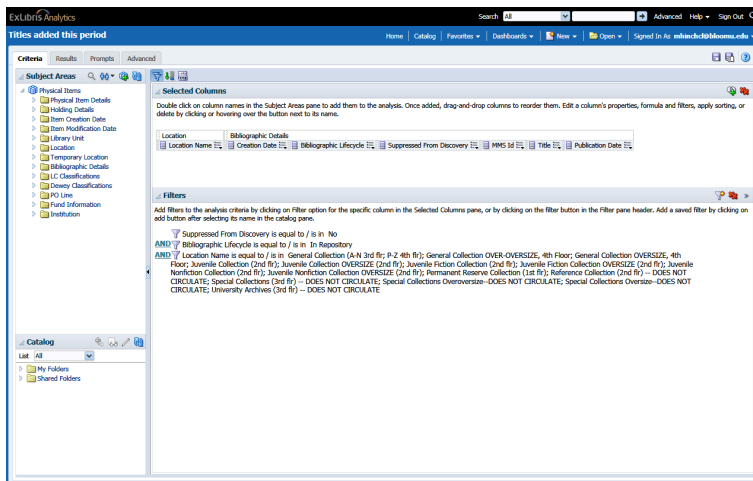 ExLibris Analytics
Search All Advanced Help Sign Out
Titles added this period
Home Catalog Favorites Dashboards New Open Signed In As mhinchcl@bloomu.edu
Criteria Results Prompts Advanced
Subject Areas
Physical Items
Physical Item Details
Holding Details
Item Creation Date
Item Modification Date
Library Unit
Location
Temporary Location
Bibliographic Details
LC Classifications
Dewey Classifications
PO Line
Fund Information
Institution
Catalog
List All
My Folders
Shared Folders
Selected Columns
Double click on column names in the Subject Areas pane to add them to the analysis. Once added, drag-and-drop columns to reorder them. Edit a column's properties, formula and filters, apply sorting, or
delete by clicking or hovering over the button next to its name.
Location Bibliographic Details
Location Name Creation Date Bibliographic Lifecycle Suppressed From Discovery MMS Id Title Publication Date
Filters
Add filters to the analysis criteria by clicking on Filter option for the specific column in the Selected Columns pane, or by clicking on the filter button in the Filter pane header. Add a saved filter by clicking on
add button after selecting its name in the catalog pane.
Suppressed From Discovery is equal to / is in No
AND Bibliographic Lifecycle is equal to / is in In Repository
AND Location Name is equal to / is in General Collection (A-N 3rd flr; P-Z 4th flr); General Collection OVER-OVERSIZE, 4th Floor; General Collection OVERSIZE, 4th
Floor; Juvenile Collection (2nd flr); Juvenile Collection OVERSIZE (2nd flr); Juvenile Fiction Collection (2nd flr); Juvenile Fiction Collection OVERSIZE (2nd flr); Juvenile
Nonfiction Collection (2nd flr); Juvenile Nonfiction Collection OVERSIZE (2nd flr); Permanent Reserve Collection (1st flr); Reference Collection (2nd flr) -- DOES NOT
CIRCULATE; Special Collections (3rd flr) -- DOES NOT CIRCULATE; Special Collections Overoversize--DOES NOT CIRCULATE; Special Collections Oversize--DOES NOT
CIRCULATE; University Archives (3rd flr) -- DOES NOT CIRCULATE